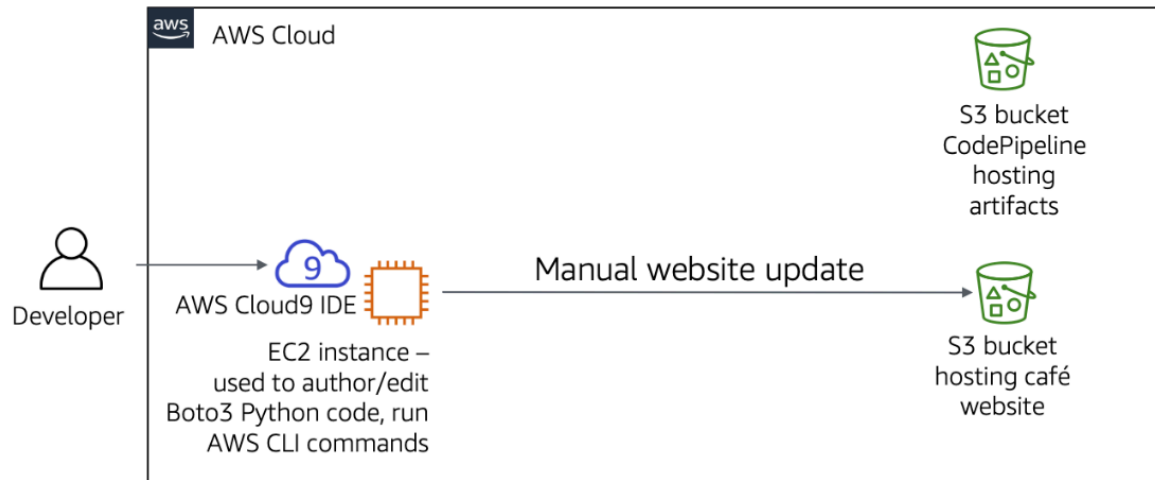 aws
AWS Cloud
S3 bucket
CodePipeline
hosting
artifacts
Developer
9
AWS Cloud9 IDE
EC2 instance –
used to author/edit
Boto3 Python code, run
AWS CLI commands
Manual website update
S3 bucket
hosting café
website